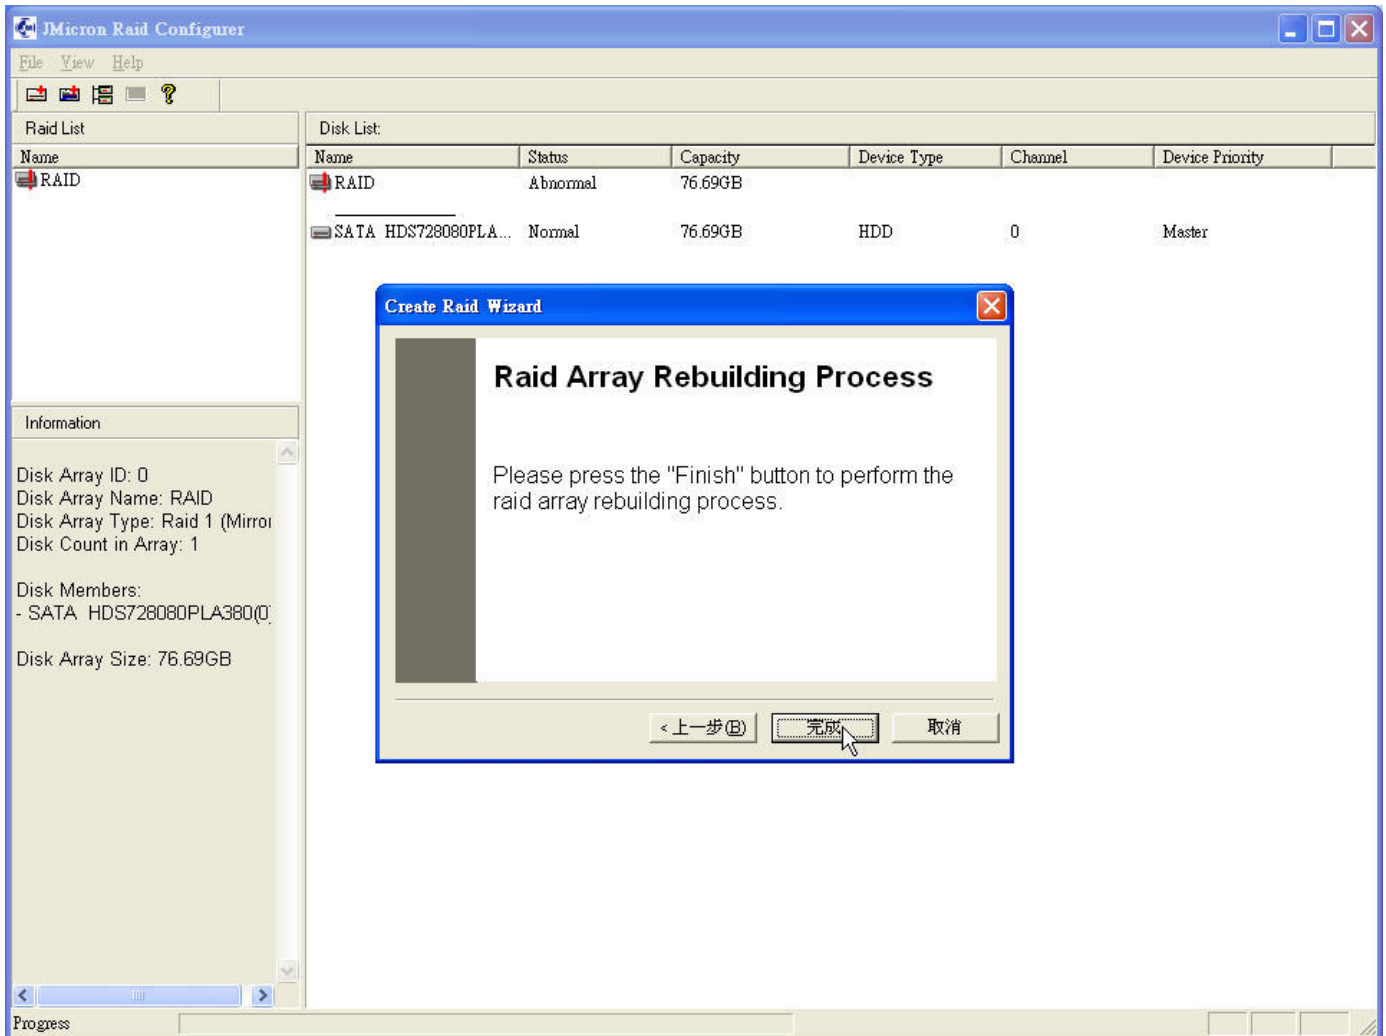 JMicron Raid Configurer
File View Help
Raid List
Disk List:
Name
Name Status Capacity Device Type Channel Device Priority
RAID
RAID Abnormal 76.69GB
SATA HDS728080PLA... Normal 76.69GB HDD 0 Master
Create Raid Wizard
Raid Array Rebuilding Process
Please press the "Finish" button to perform the
raid array rebuilding process.
<上一步(B) 完成 取消
Information
Disk Array ID: 0
Disk Array Name: RAID
Disk Array Type: Raid 1 (Mirror
Disk Count in Array: 1
Disk Members:
- SATA HDS728080PLA380(0)
Disk Array Size: 76.69GB
Progress